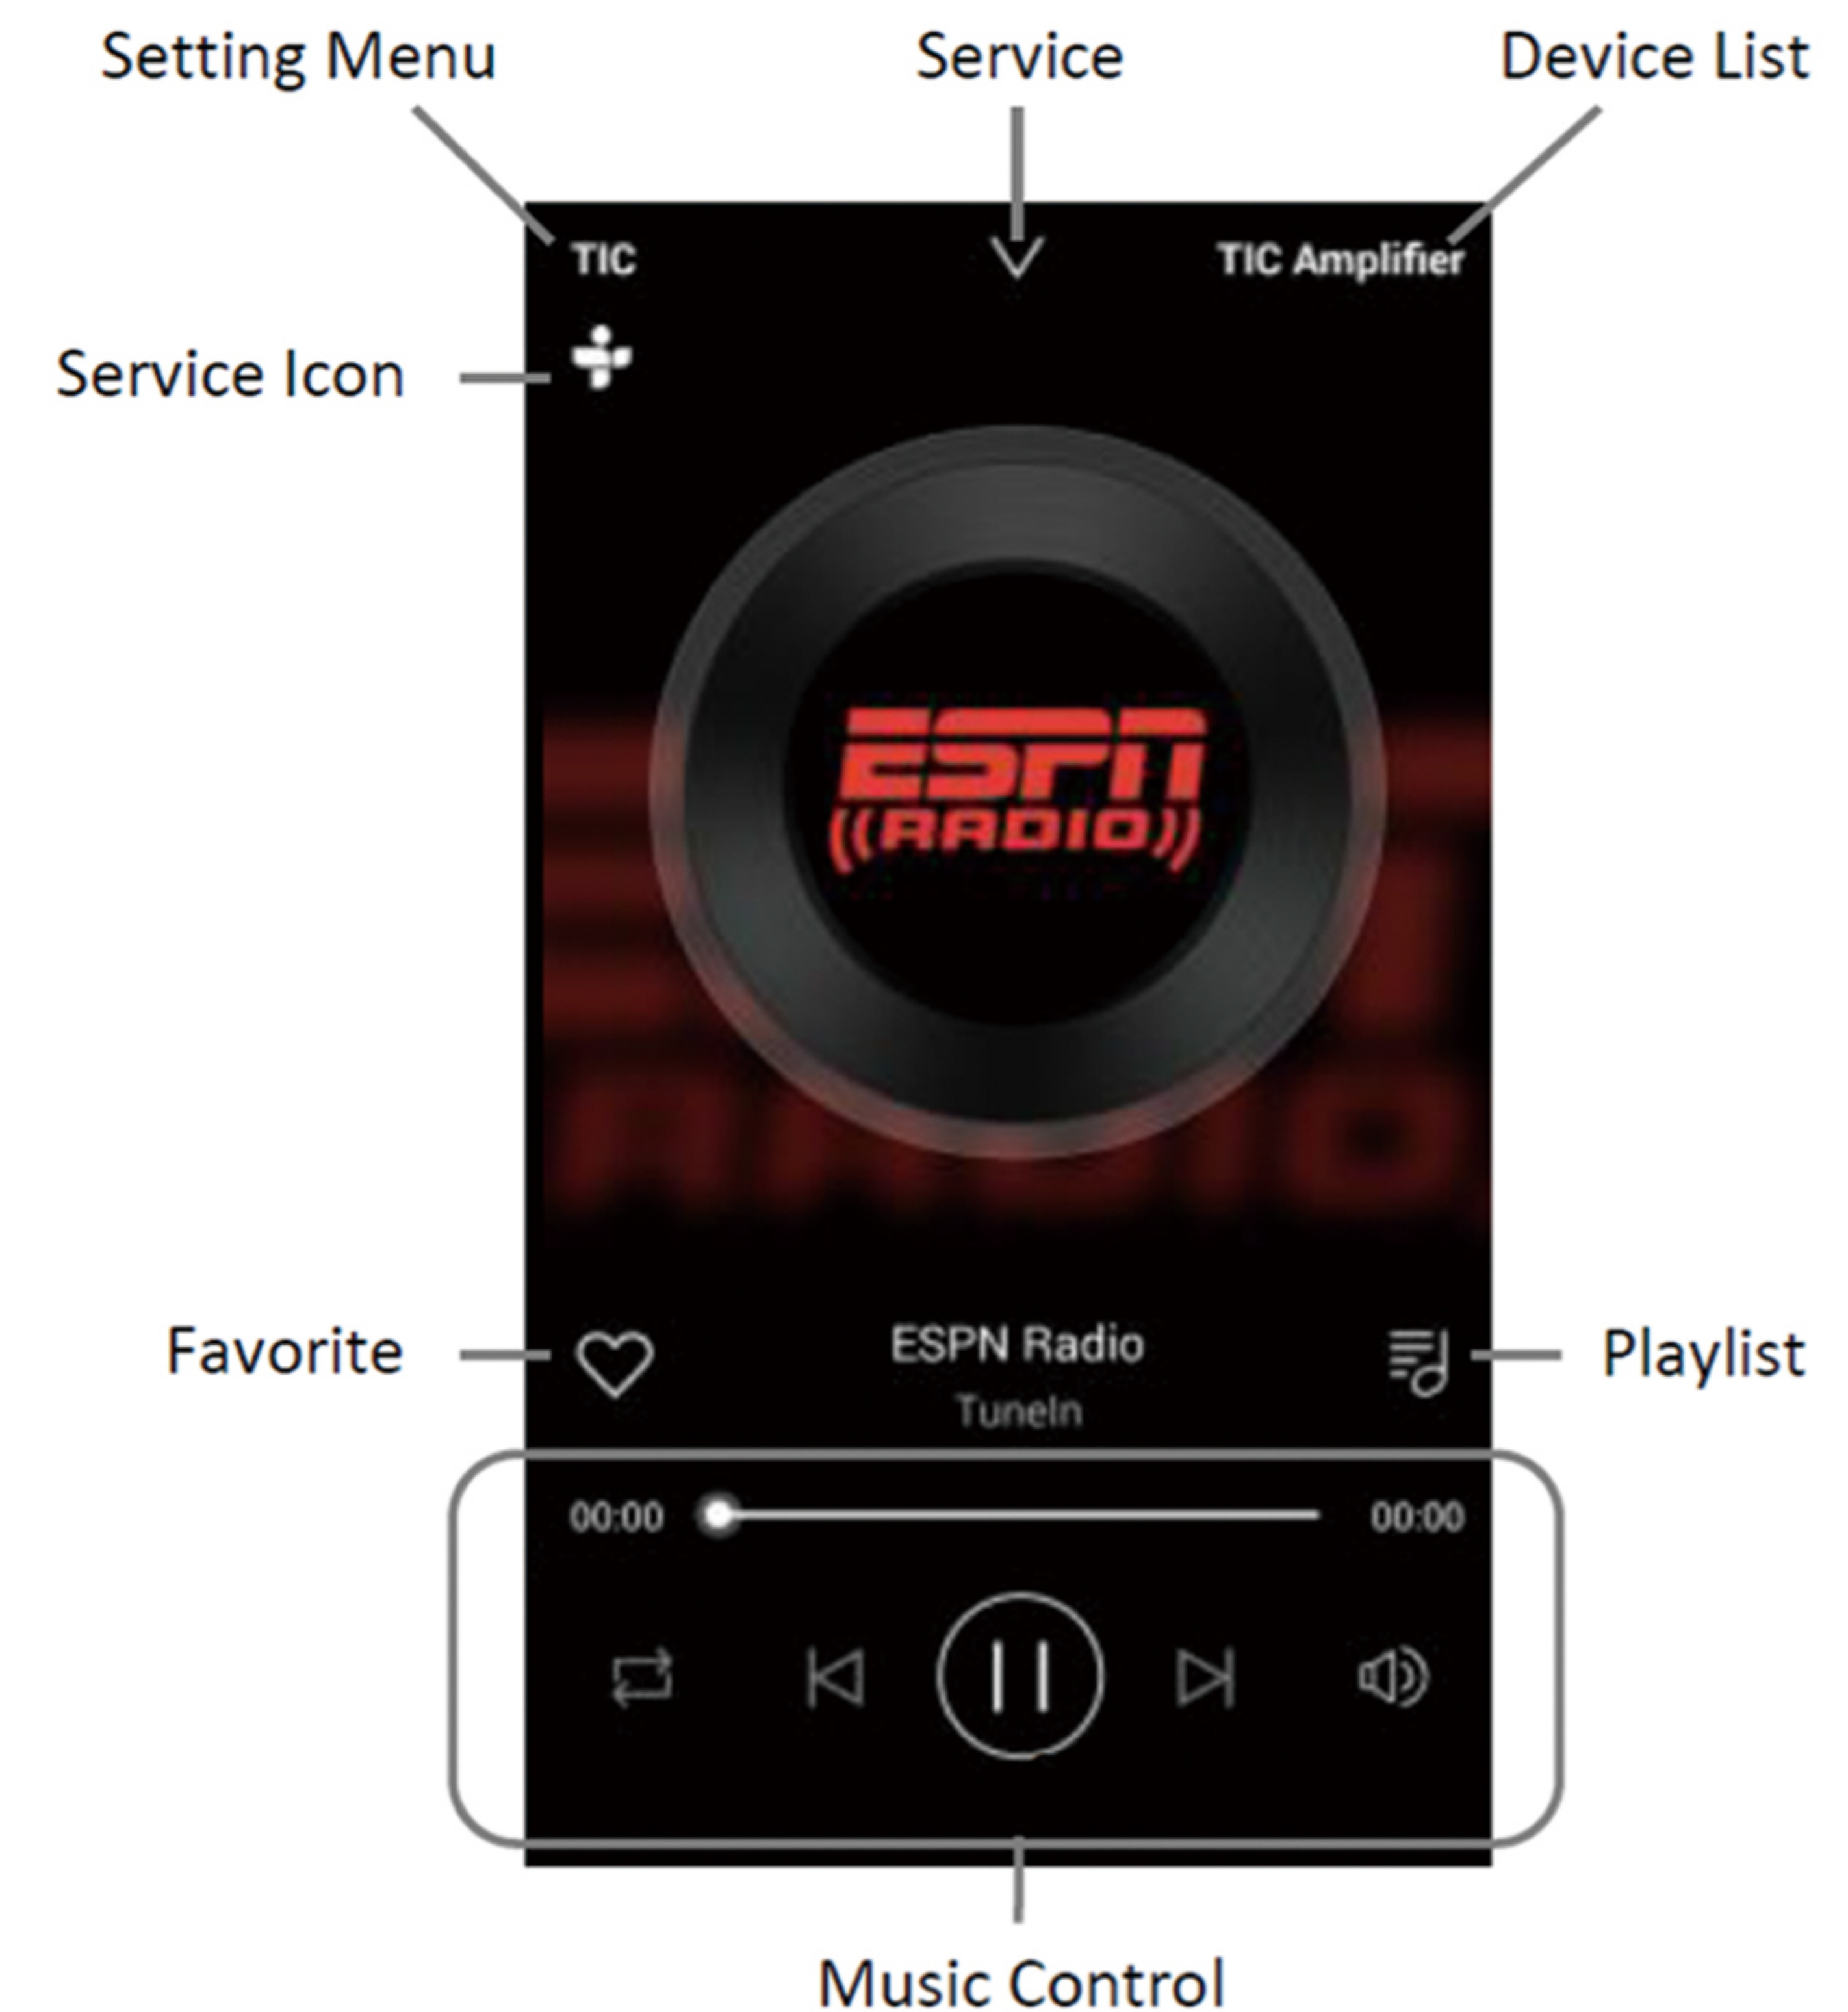 Setting Menu Service Device List
TIC TIC Amplifier
Service Icon
ESPN
RADIO
Favorite ESPN Radio Playlist
TuneIn
00:00 00:00
Music Control